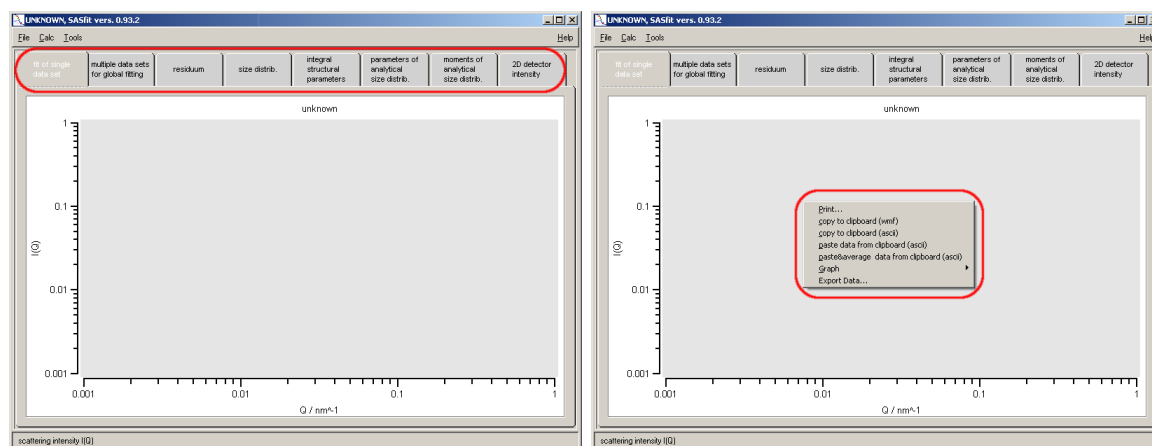 UNKNOWN, SASfit vers. 0.93.2
File Calc Tools Help
fit of single
data set
multiple data sets
for global fitting
residuum
size distrib.
integral
structural
parameters
parameters of
analytical
size distrib.
moments of
analytical
size distrib.
2D detector
intensity
unknown
1
0.1
0.01
0.001
I(Q)
0.001 0.01 0.1 1
Q / nm^-1
scattering intensity I(Q)
UNKNOWN, SASfit vers. 0.93.2
File Calc Tools Hel
fit of single
data set
multiple data sets
for global fitting
residuum
size distrib.
integral
structural
parameters
parameters of
analytical
size distrib.
moments of
analytical
size distrib.
2D detector
intensity
unknown
1
0.1
0.01
0.001
I(Q)
Print...
copy to clipboard (wmf)
copy to clipboard (ascii)
paste data from clipboard (ascii)
paste&average data from clipboard (ascii)
Graph
Export Data...
0.001 0.01 0.1 1
Q / nm^-1
scattering intensity I(Q)